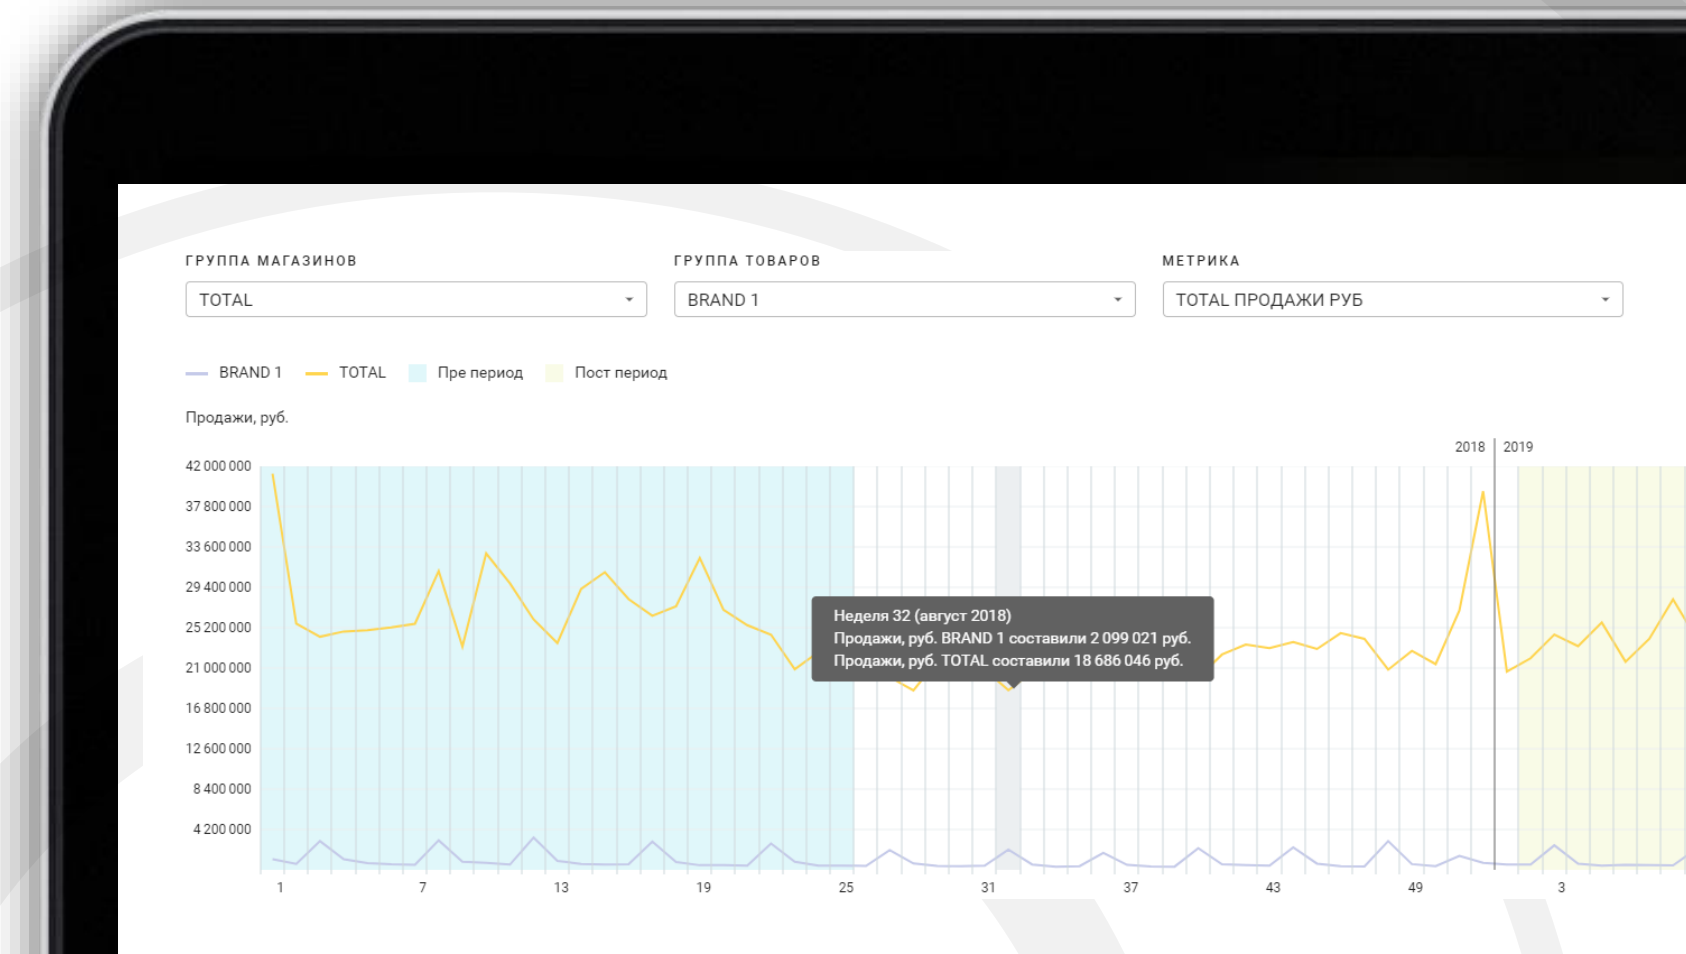 ГРУППА МАГАЗИНОВ ГРУППА ТОВАРОВ МЕТРИКА
TOTAL BRAND 1 TOTAL ПРОДАЖИ РУБ
BRAND 1 TOTAL Пре период Пост период
Продажи, руб.
2018 2019
42 000 000
37 800 000
33 600 000
29 400 000
25 200 000
21 000 000
16 800 000
12 600 000
8 400 000
4 200 000
Неделя 32 (август 2018)
Продажи, руб. BRAND 1 составили 2 099 021 руб.
Продажи, руб. TOTAL составили 18 686 046 руб.
1 7 13 19 25 31 37 43 49 3